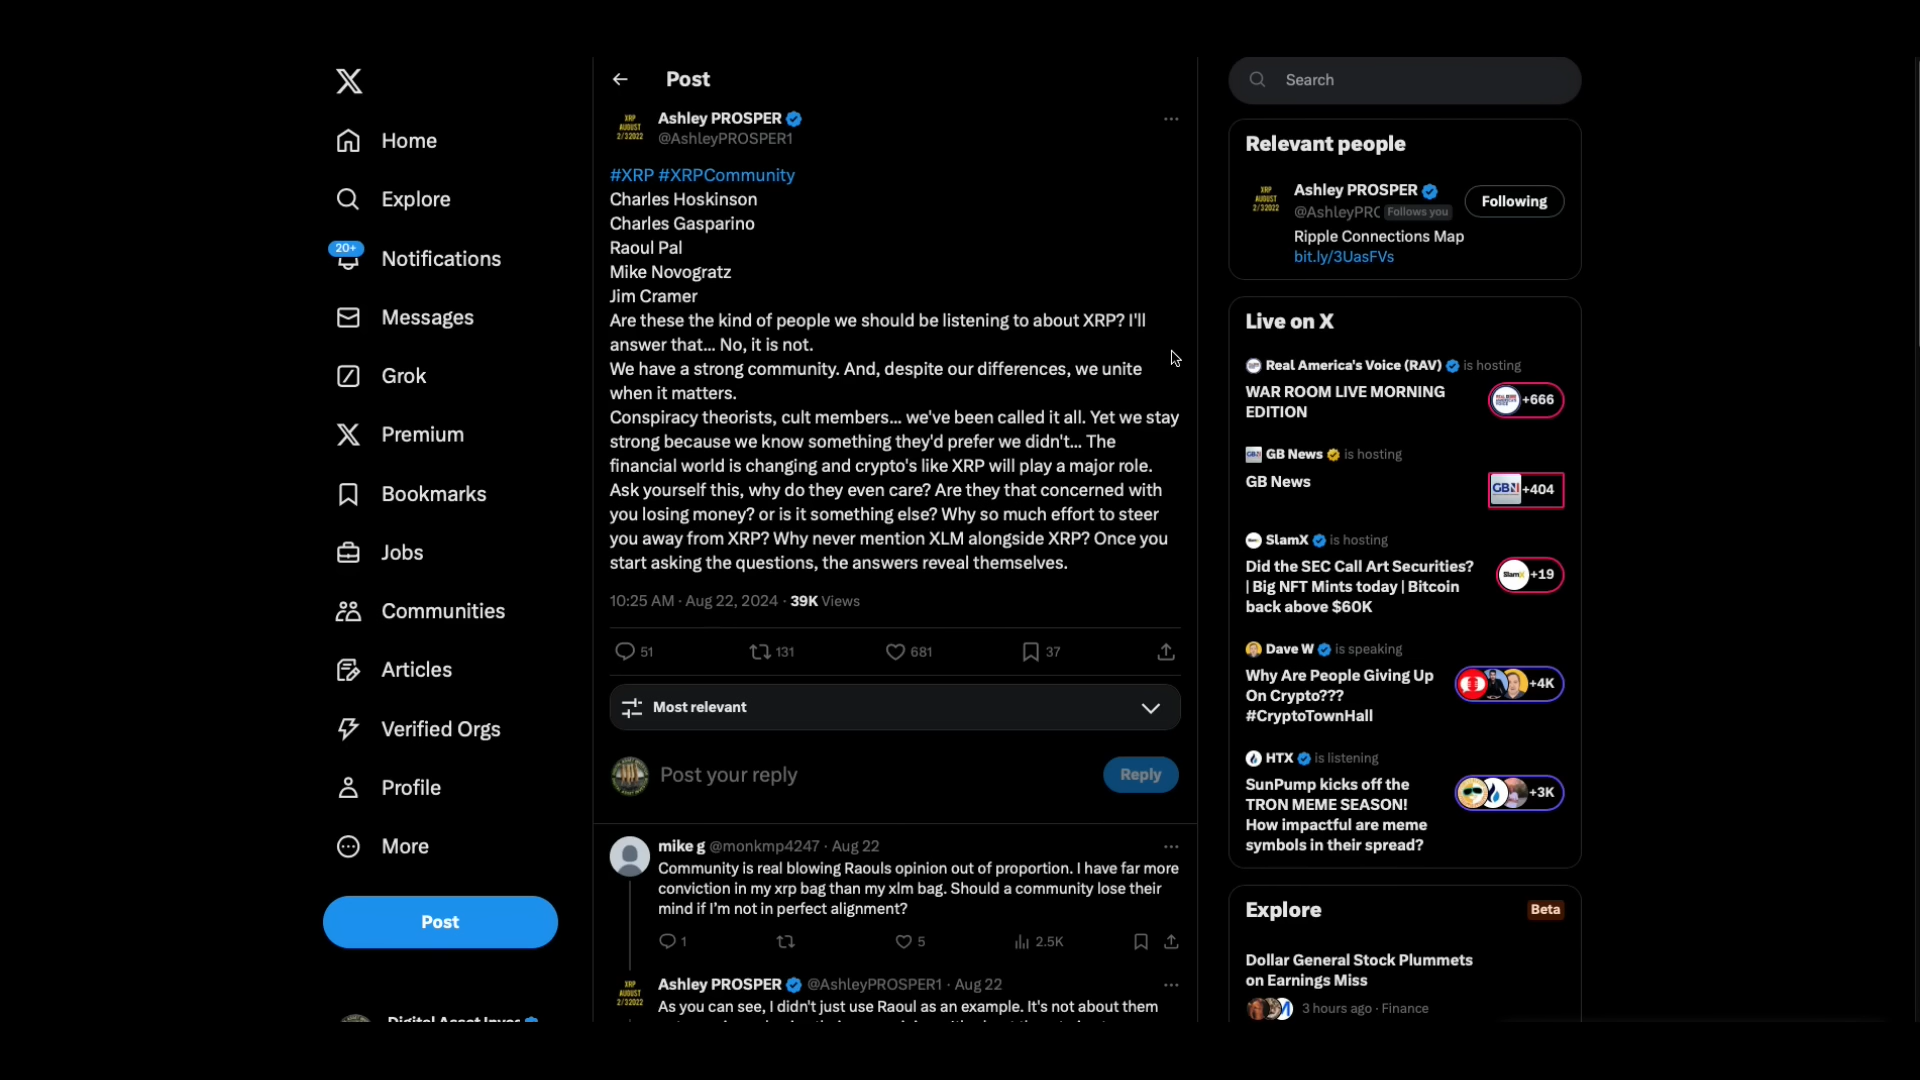 Home
Explore
20+
Notifications
Messages
Grok
Premium
Bookmarks
Jobs
Communities
Articles
Verified Orgs
Profile
More
Post
Post
XRP
AUGUST
2/32022
Ashley PROSPER
@AshleyPROSPER1
#XRP #XRPCommunity
Charles Hoskinson
Charles Gasparino
Raoul Pal
Mike Novogratz
Jim Cramer
Are these the kind of people we should be listening to about XRP? I'll
answer that... No, it is not.
We have a strong community. And, despite our differences, we unite
when it matters.
Conspiracy theorists, cult members... we've been called it all. Yet we stay
strong because we know something they'd prefer we didn't... The
financial world is changing and crypto's like XRP will play a major role.
Ask yourself this, why do they even care? Are they that concerned with
you losing money? or is it something else? Why so much effort to steer
you away from XRP? Why never mention XLM alongside XRP? Once you
start asking the questions, the answers reveal themselves.
10:25 AM · Aug 22, 2024 · 39K Views
51 131 681 37
Most relevant
Post your reply
Reply
mike g @monkmp4247 · Aug 22
Community is real blowing Raouls opinion out of proportion. I have far more
conviction in my xrp bag than my xlm bag. Should a community lose their
mind if I'm not in perfect alignment?
1 5 2.5K
XRP
AUGUST
2/32022
Ashley PROSPER @AshleyPROSPER1 · Aug 22
As you can see, I didn't just use Raoul as an example. It's not about them
Search
Relevant people
XRP
AUGUST
2/32022
Ashley PROSPER
@AshleyPRC Follows you
Following
Ripple Connections Map
bit.ly/3UasFVs
Live on X
Real America's Voice (RAV) is hosting
WAR ROOM LIVE MORNING
EDITION
+666
GB News is hosting
GB News
GBN +404
SlamX is hosting
Did the SEC Call Art Securities?
| Big NFT Mints today | Bitcoin
back above $60K
SlamX +19
Dave W is speaking
Why Are People Giving Up
On Crypto???
#CryptoTownHall
+4K
HTX is listening
SunPump kicks off the
TRON MEME SEASON!
How impactful are meme
symbols in their spread?
+3K
Explore
Beta
Dollar General Stock Plummets
on Earnings Miss
3 hours ago · Finance